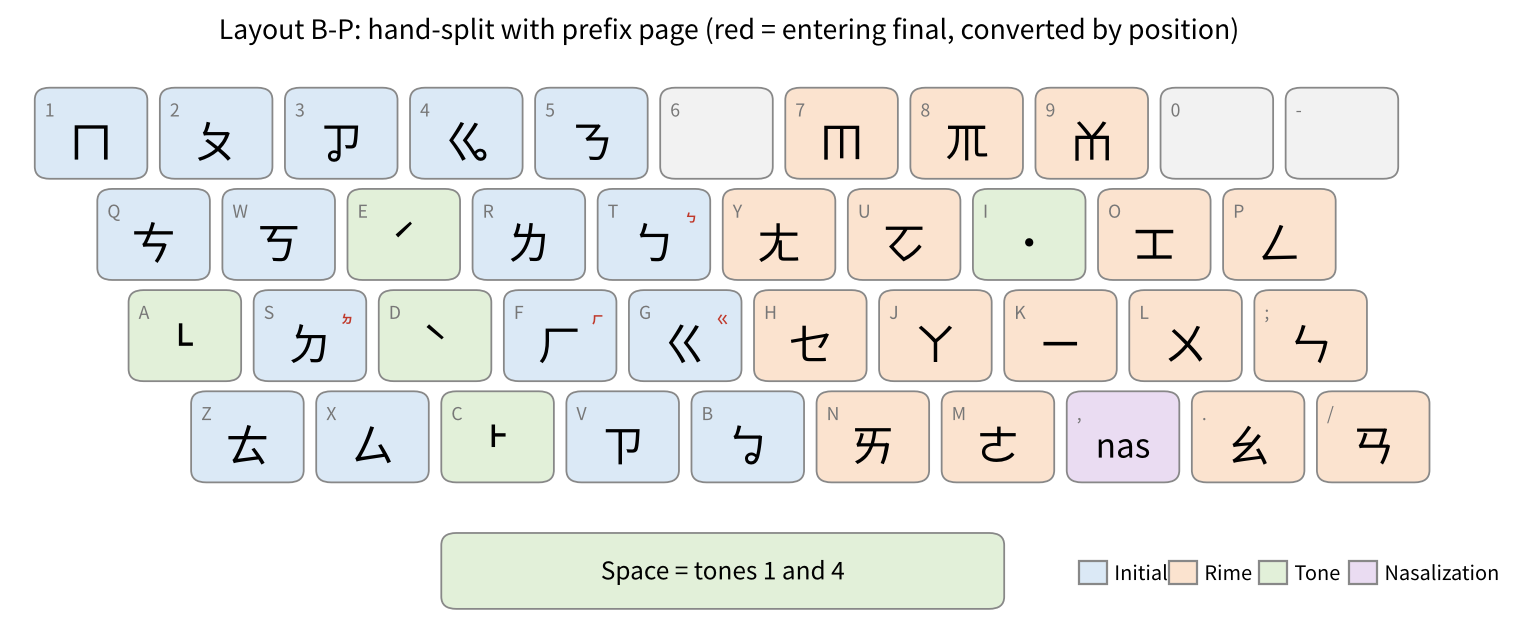 Layout B-P: hand-split with prefix page (red = entering final, converted by position)
1 ㄇ 2 ㄆ 3 ㆡ 4 ㆣ 5 ㄋ 6 7 ㆬ 8 ㆭ 9 ㆰ 0 -
Q ㄘ W ㄎ E ˊ R ㄌ T ㄅ ㆴ Y ㄤ U ㆦ I ˙ O ㆲ P ㄥ
A ˪ S ㄉ ㆵ D ˋ F ㄏ ㆷ G ㄍ ㆶ H ㆤ J ㄚ K ㄧ L ㄨ ; ㄣ
Z ㄊ X ㄙ C ˫ V ㄗ B ㆠ N ㄞ M ㄜ , nas . ㄠ / ㄢ
Space = tones 1 and 4
Initial Rime Tone Nasalization